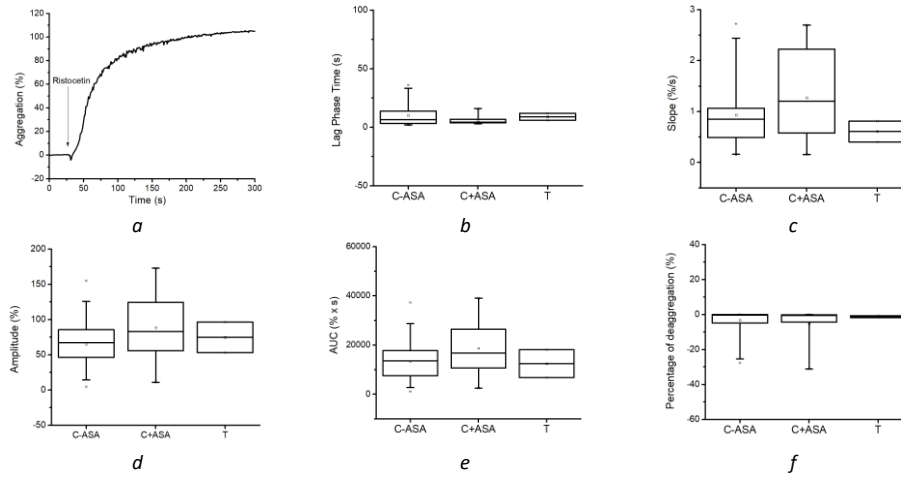 120
100
80
60
40
20
0
-20
Aggregation (%)
Ristocetin
0 50 100 150 200 250 300
Time (s)
a
100
50
0
-50
Lag Phase Time (s)
C-ASA C+ASA T
b
3
2
1
0
Slope (%/s)
C-ASA C+ASA T
c
200
150
100
50
0
-50
Amplitude (%)
C-ASA C+ASA T
d
60000
40000
20000
0
AUC (% x s)
C-ASA C+ASA T
e
40
20
0
-20
-40
-60
Percentage of deaggregation (%)
C-ASA C+ASA T
f